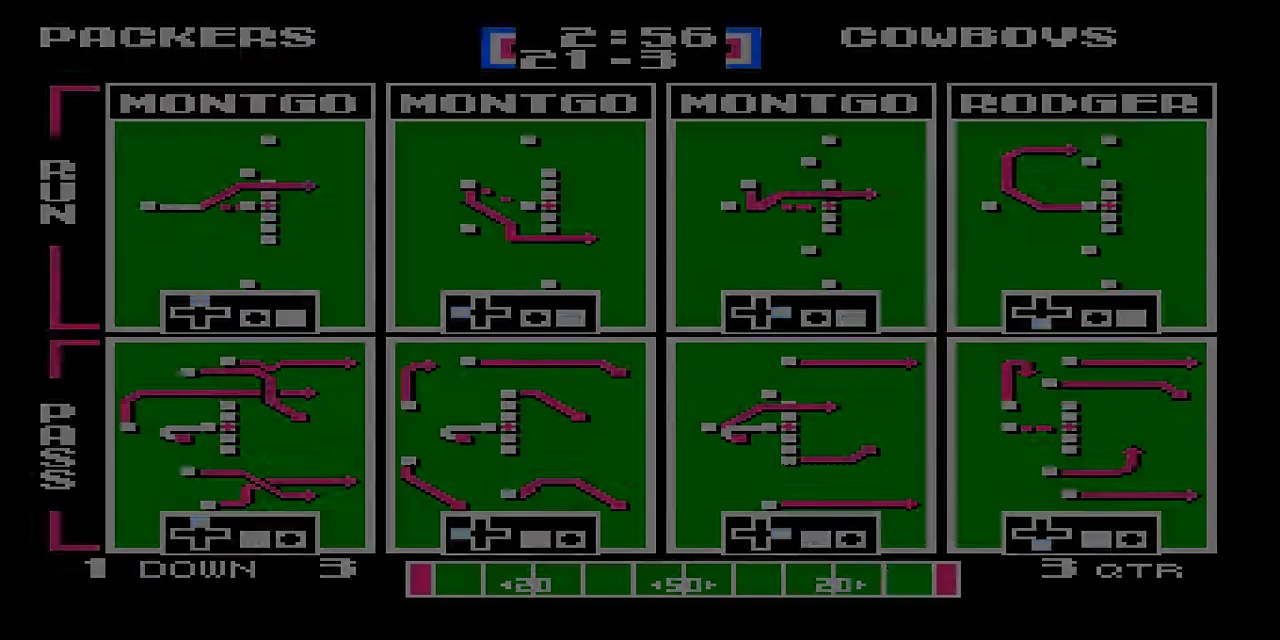 PACKERS 2:56 COWBOYS
21-3
MONTGO MONTGO MONTGO RODGER
RUN
PASS
1 DOWN 3 3 QTR
20 50 20